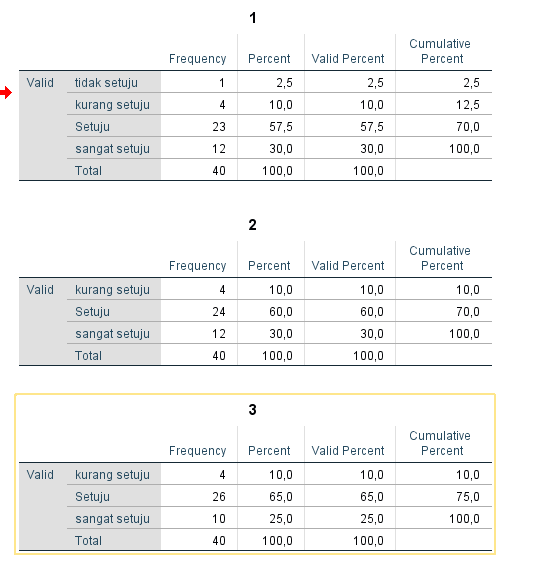 1
Frequency Percent Valid Percent Cumulative Percent
Valid tidak setuju 1 2,5 2,5 2,5
kurang setuju 4 10,0 10,0 12,5
Setuju 23 57,5 57,5 70,0
sangat setuju 12 30,0 30,0 100,0
Total 40 100,0 100,0
2
Frequency Percent Valid Percent Cumulative Percent
Valid kurang setuju 4 10,0 10,0 10,0
Setuju 24 60,0 60,0 70,0
sangat setuju 12 30,0 30,0 100,0
Total 40 100,0 100,0
3
Frequency Percent Valid Percent Cumulative Percent
Valid kurang setuju 4 10,0 10,0 10,0
Setuju 26 65,0 65,0 75,0
sangat setuju 10 25,0 25,0 100,0
Total 40 100,0 100,0